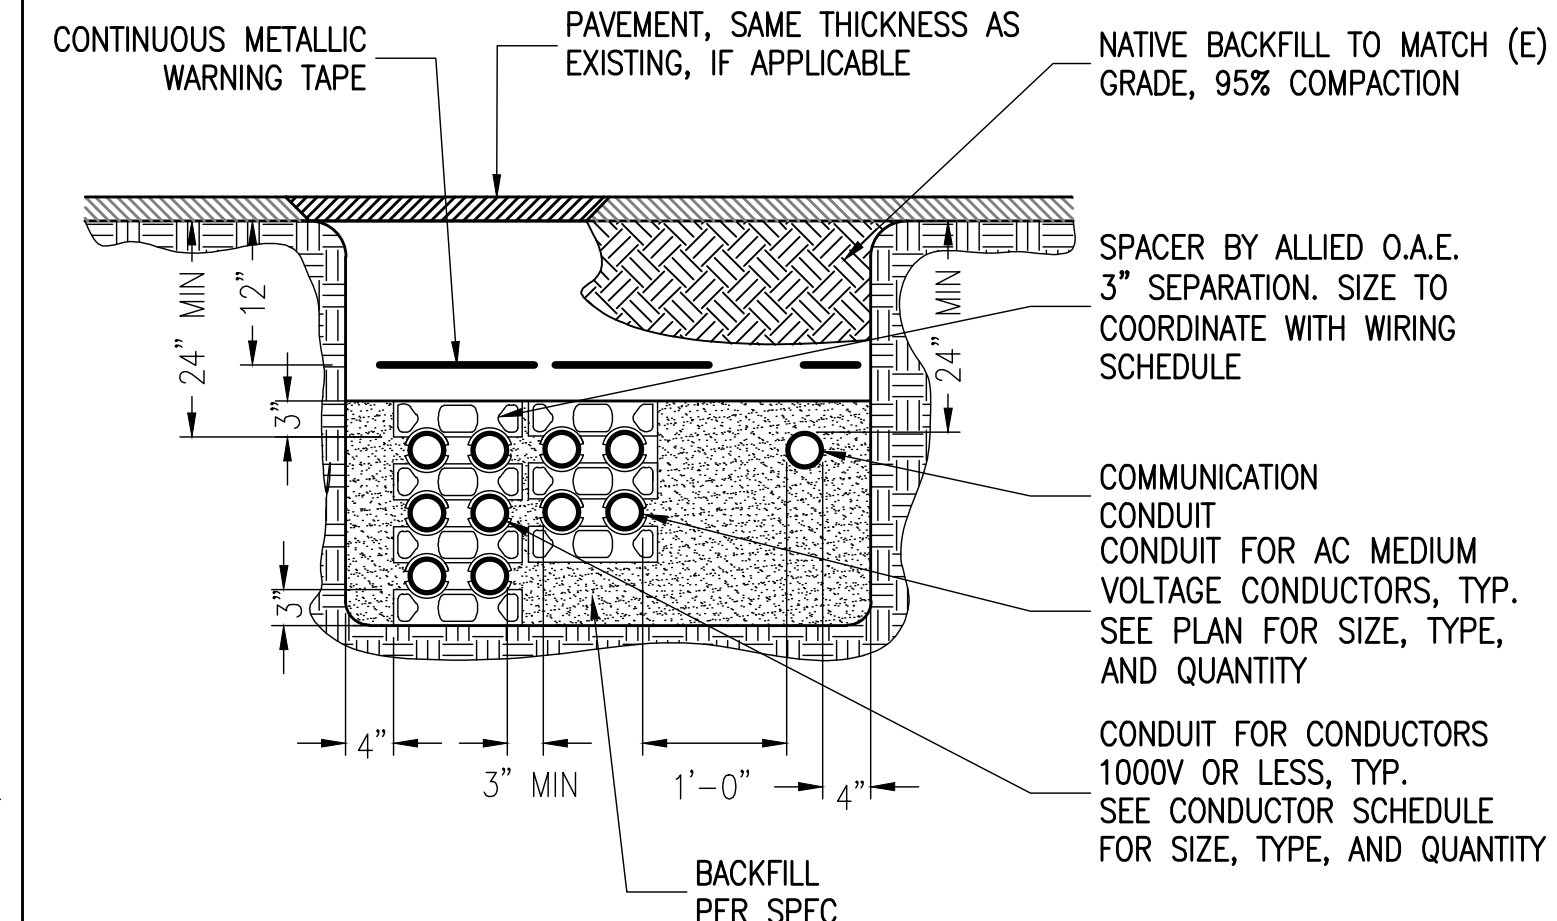 CONTINUOUS METALLIC
WARNING TAPE
PAVEMENT, SAME THICKNESS AS
EXISTING, IF APPLICABLE
NATIVE BACKFILL TO MATCH (E)
GRADE, 95% COMPACTION
SPACER BY ALLIED O.A.E.
3" SEPARATION. SIZE TO
COORDINATE WITH WIRING
SCHEDULE
24" MIN
12"
3"
3"
24" MIN
COMMUNICATION
CONDUIT
CONDUIT FOR AC MEDIUM
VOLTAGE CONDUCTORS, TYP.
SEE PLAN FOR SIZE, TYPE,
AND QUANTITY
CONDUIT FOR CONDUCTORS
1000V OR LESS, TYP.
SEE CONDUCTOR SCHEDULE
FOR SIZE, TYPE, AND QUANTITY
4"
3" MIN
1'-0"
4"
BACKFILL
PER SPEC